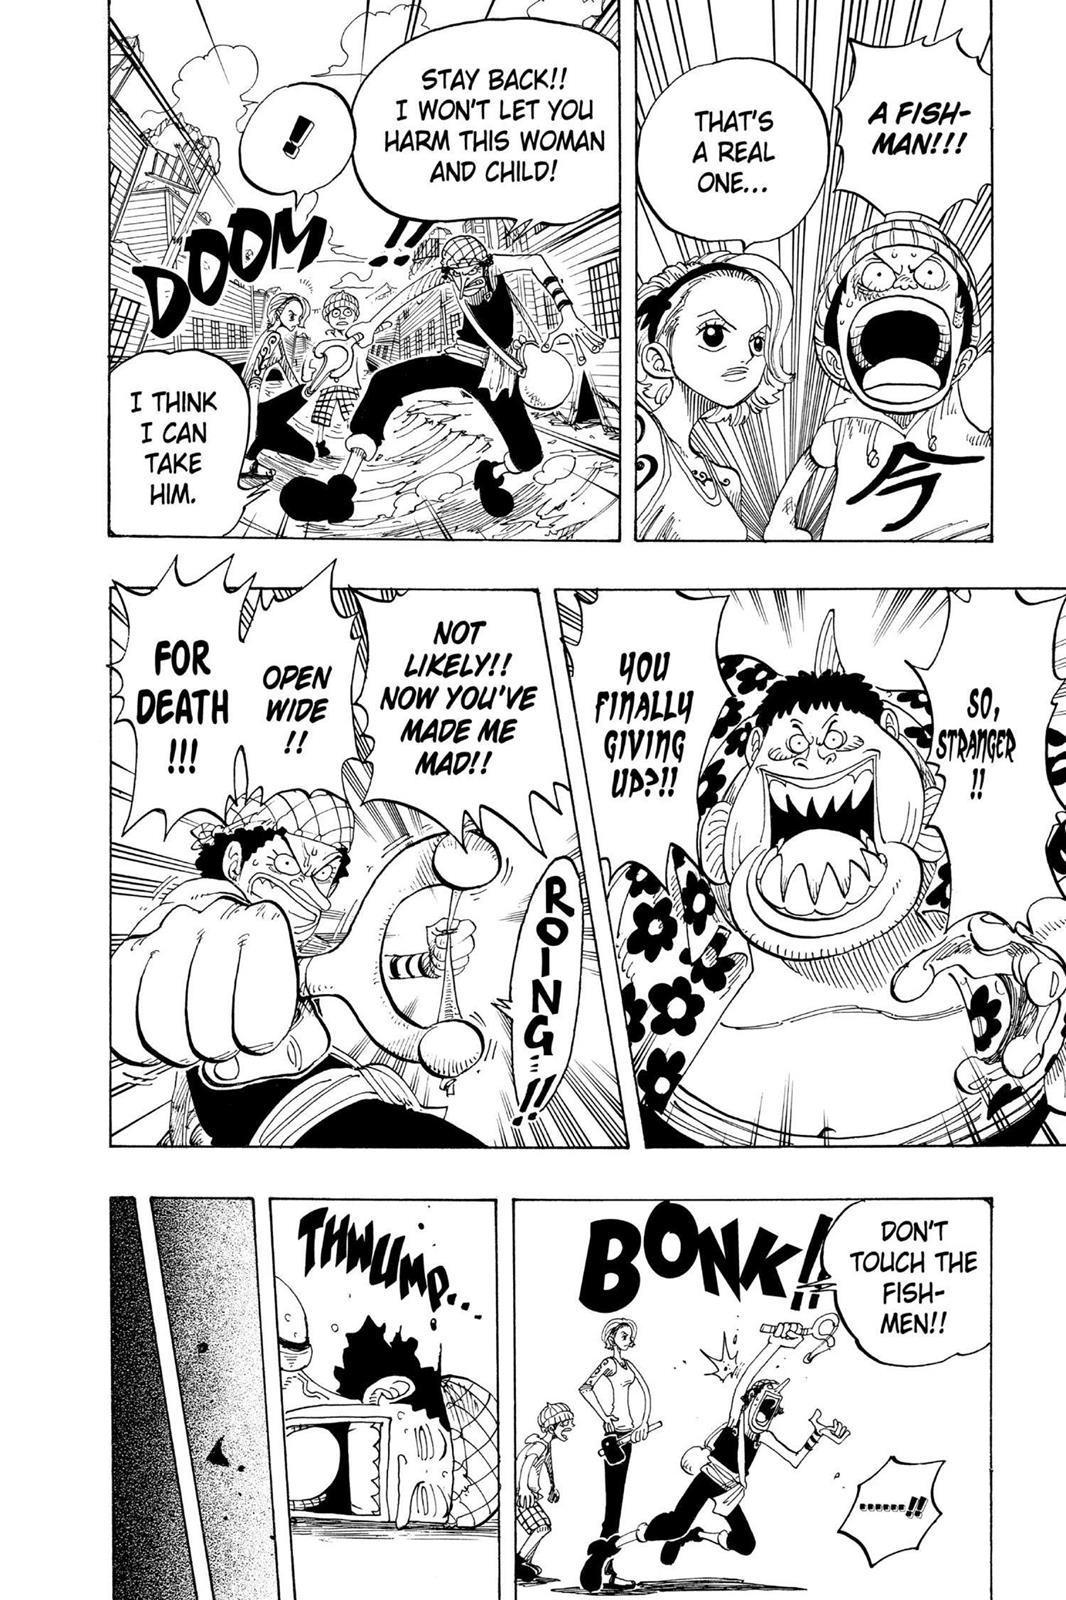 A FISH-
MAN!!!
THAT'S
A REAL
ONE...
今
STAY BACK!!
I WON'T LET YOU
HARM THIS WOMAN
AND CHILD!
!
DOOM
!!
I THINK
I CAN
TAKE
HIM.
SO,
STRANGER
!!
YOU
FINALLY
GIVING
UP?!!
NOT
LIKELY!!
NOW YOU'VE
MADE ME
MAD!!
OPEN
WIDE
!!
FOR
DEATH
!!!
ROING!!
DON'T
TOUCH THE
FISH-
MEN!!
BONK!!
......!!
THWUMP...